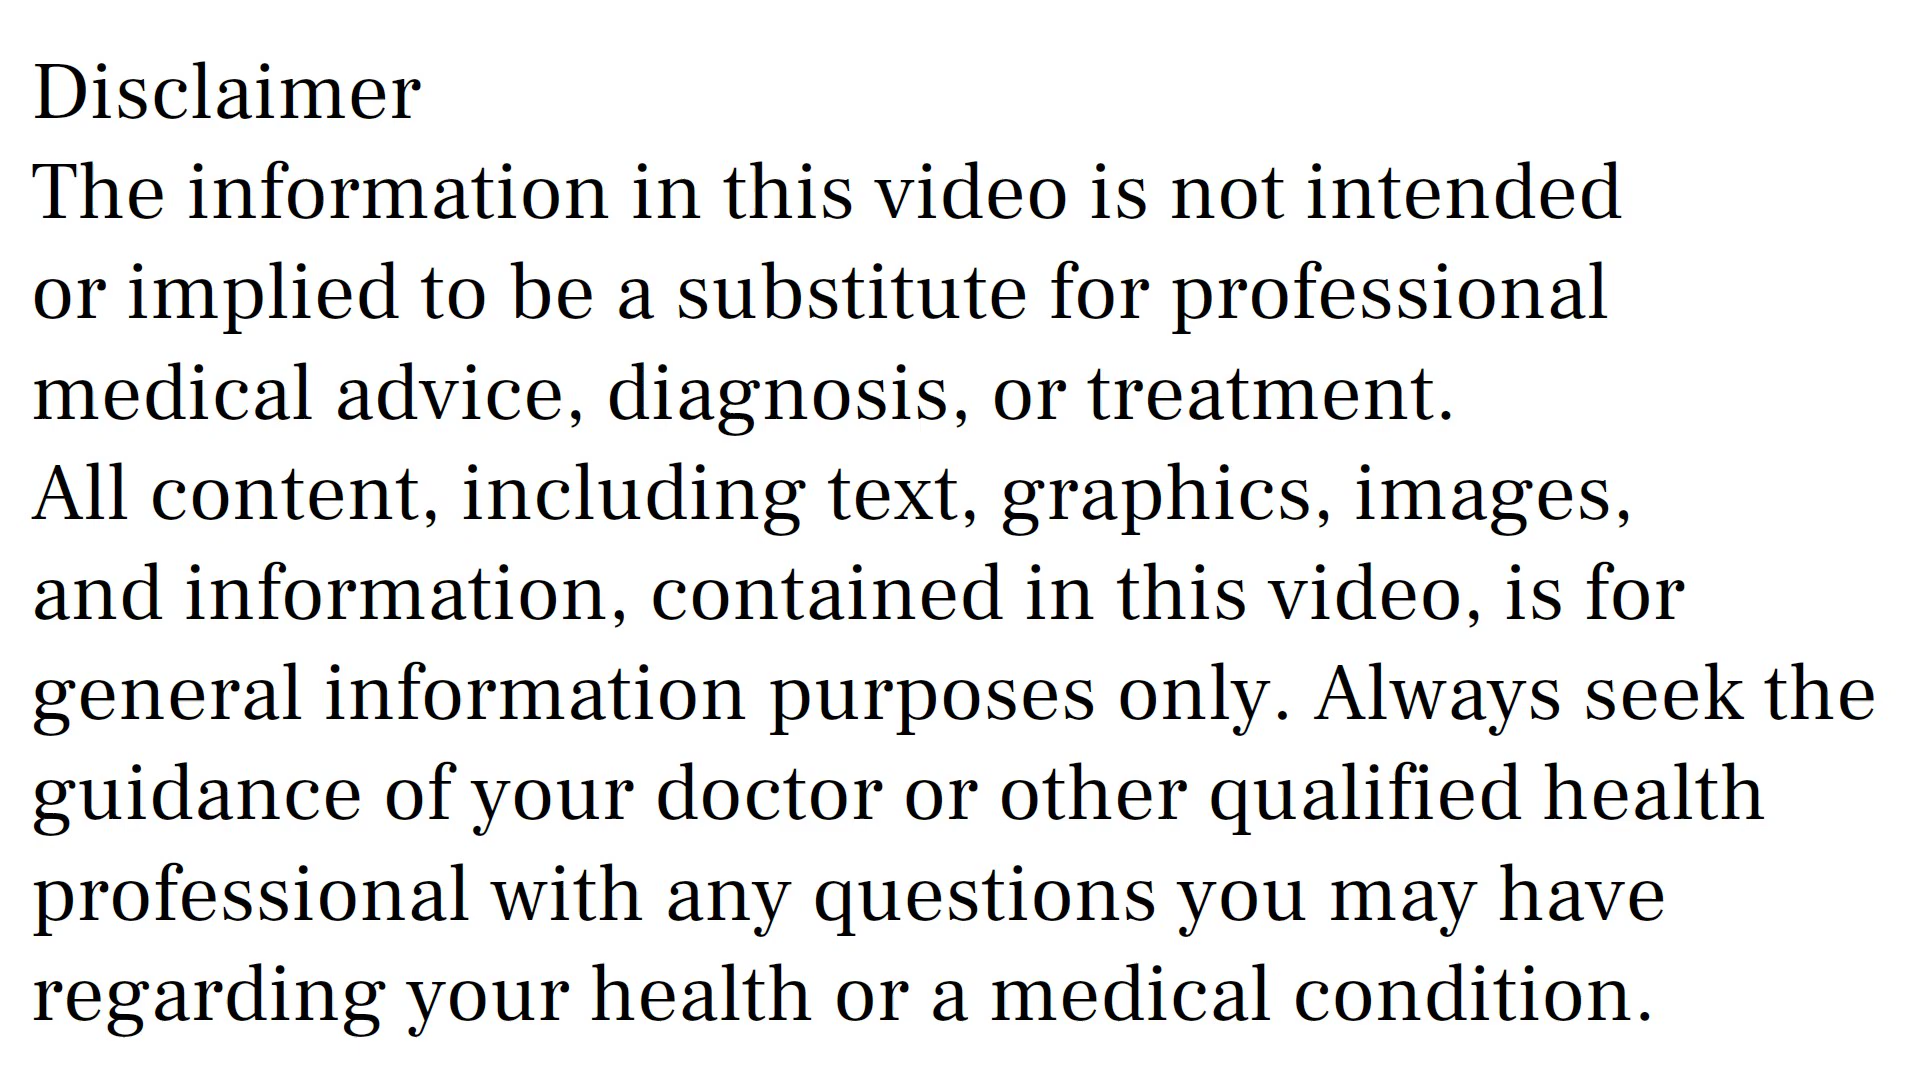 Disclaimer
The information in this video is not intended
or implied to be a substitute for professional
medical advice, diagnosis, or treatment.
All content, including text, graphics, images,
and information, contained in this video, is for
general information purposes only. Always seek the
guidance of your doctor or other qualified health
professional with any questions you may have
regarding your health or a medical condition.